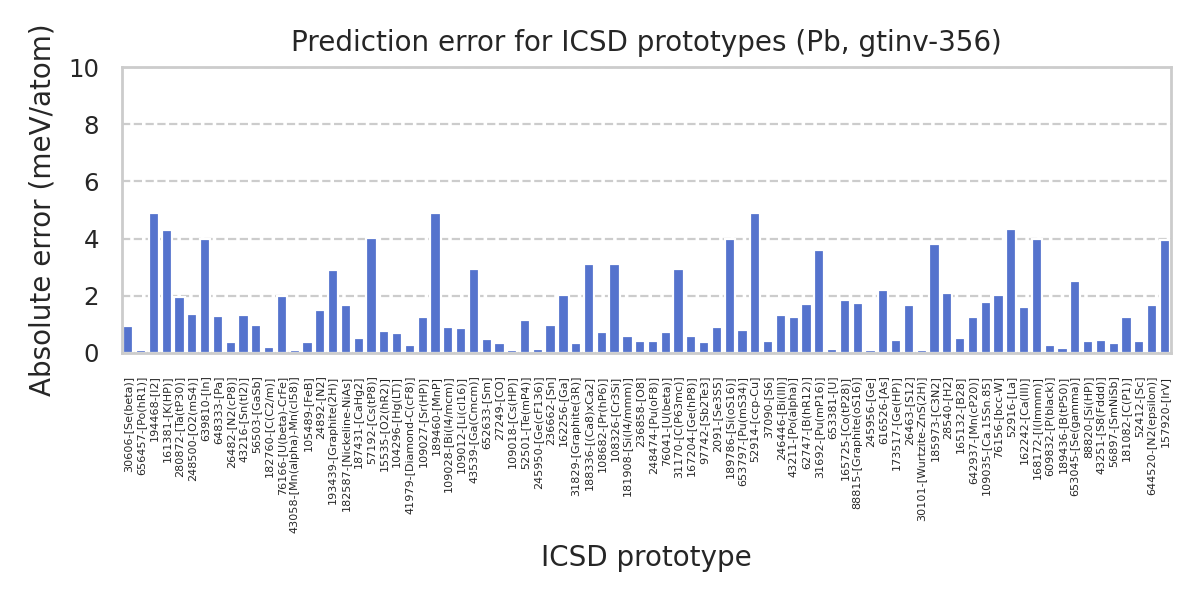 Prediction error for ICSD prototypes (Pb, gtinv-356)
Absolute error (meV/atom)
10
8
6
4
2
0
30606-[Se(beta)]
656457-[Po(hR1)]
194468-[I2]
161381-[K(HP)]
280872-[Ta(tP30)]
248500-[O2(mS4)]
639810-[In]
648333-[Pa]
26482-[N2(cP8)]
43216-[Sn(tI2)]
56503-[GaSb]
182760-[C(C2/m)]
76166-[U(beta)-CrFe]
43058-[Mn(alpha)-Mn(cI58)]
105489-[FeB]
24892-[N2]
193439-[Graphite(2H)]
182587-[Nickeline-NiAs]
187431-[CaHg2]
57192-[Cs(tP8)]
15535-[O2(hR2)]
104296-[Hg(LT)]
41979-[Diamond-C(cF8)]
109027-[Sr(HP)]
189460-[MnP]
109028-[Bi(I4/mcm)]
109012-[Li(cI16)]
43539-[Ga(Cmcm)]
652633-[Sm]
27249-[CO]
109018-[Cs(HP)]
52501-[Te(mP4)]
245950-[Ge(cF136)]
236662-[Sn]
162256-[Ga]
31829-[Graphite(3R)]
188336-[(Ca8)xCa2]
108682-[Pr(hP6)]
108326-[Cr3Si]
181908-[Si(I4/mmm)]
236858-[O8]
248474-[Pu(oF8)]
76041-[U(beta)]
31170-[C(P63mc)]
167204-[Ge(hP8)]
97742-[Sb2Te3]
2091-[Se3S5]
189786-[Si(oS16)]
653797-[Pu(mS34)]
52914-[ccp-Cu]
37090-[S6]
246446-[Bi(III)]
43211-[Po(alpha)]
62747-[B(hR12)]
31692-[Pu(mP16)]
653381-[U]
165725-[Co(tP28)]
88815-[Graphite(oS16)]
245956-[Ge]
616526-[As]
173517-[Ge(HP)]
26463-[S12]
30101-[Wurtzite-ZnS(2H)]
185973-[C3N2]
28540-[H2]
165132-[B28]
642937-[Mn(cP20)]
109035-[Ca.15Sn.85]
76156-[bcc-W]
52916-[La]
162242-[Ca(III)]
168172-[I(Immm)]
609832-[P(black)]
189436-[B(tP50)]
653045-[Se(gamma)]
88820-[Si(HP)]
43251-[S8(Fddd)]
56897-[SmNiSb]
181082-[C(P1)]
52412-[Sc]
644520-[N2(epsilon)]
157920-[IrV]
ICSD prototype